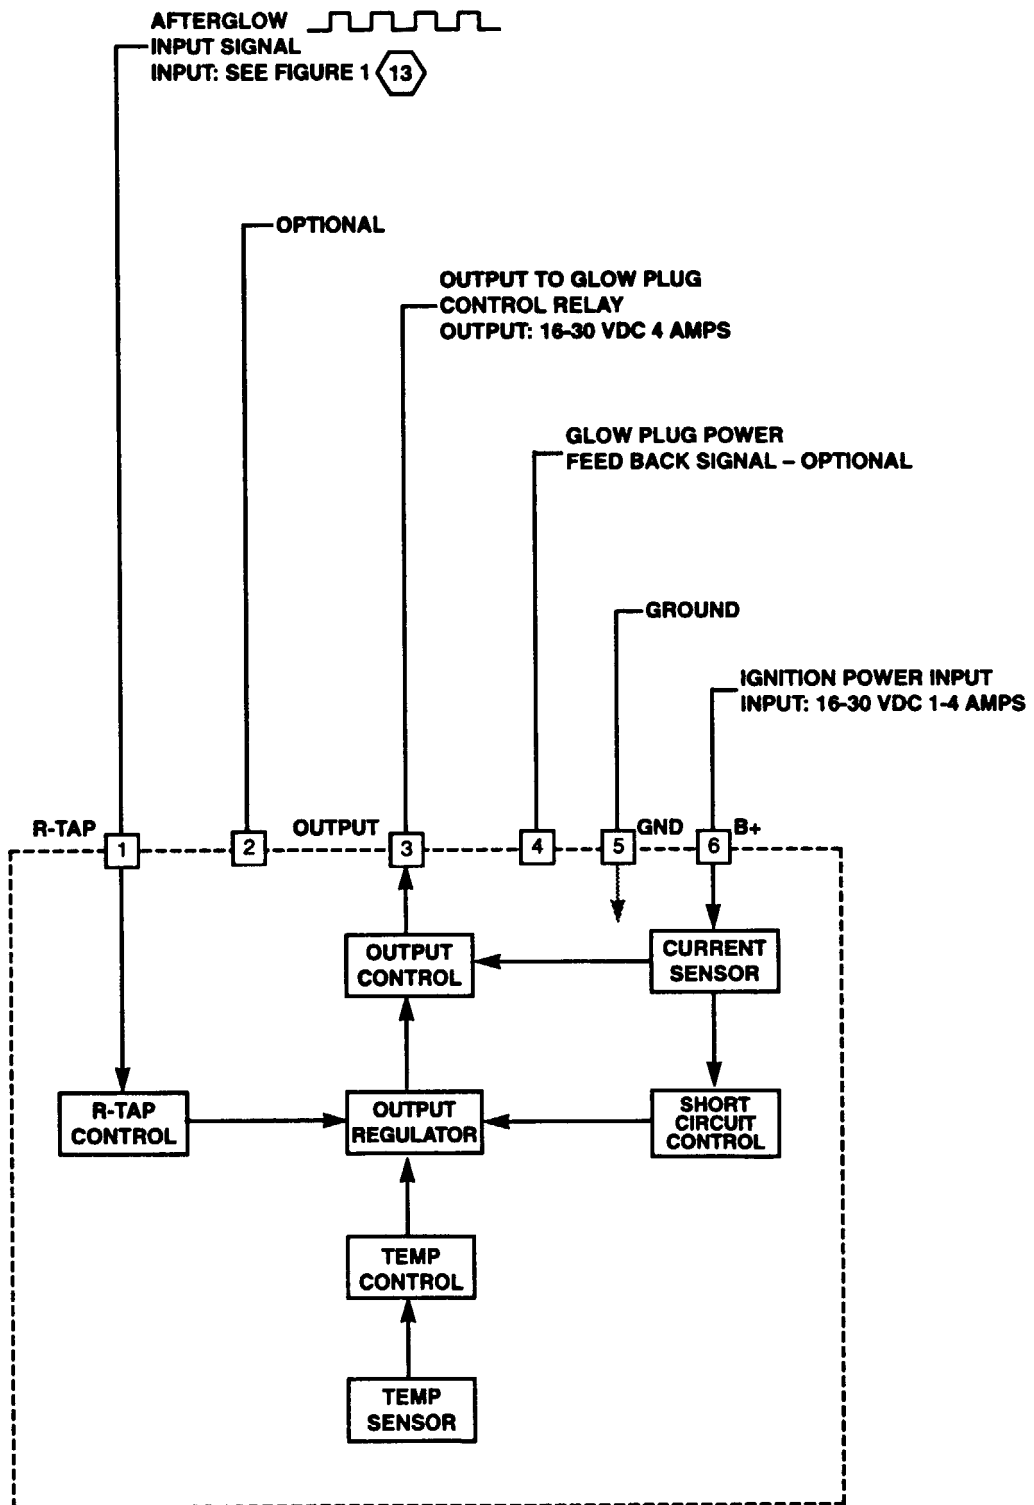 AFTERGLOW
INPUT SIGNAL
INPUT: SEE FIGURE 1 13
OPTIONAL
OUTPUT TO GLOW PLUG
CONTROL RELAY
OUTPUT: 16-30 VDC 4 AMPS
GLOW PLUG POWER
FEED BACK SIGNAL – OPTIONAL
GROUND
IGNITION POWER INPUT
INPUT: 16-30 VDC 1-4 AMPS
R-TAP
OUTPUT
GND
B+
1
2
3
4
5
6
OUTPUT
CONTROL
CURRENT
SENSOR
R-TAP
CONTROL
OUTPUT
REGULATOR
SHORT
CIRCUIT
CONTROL
TEMP
CONTROL
TEMP
SENSOR